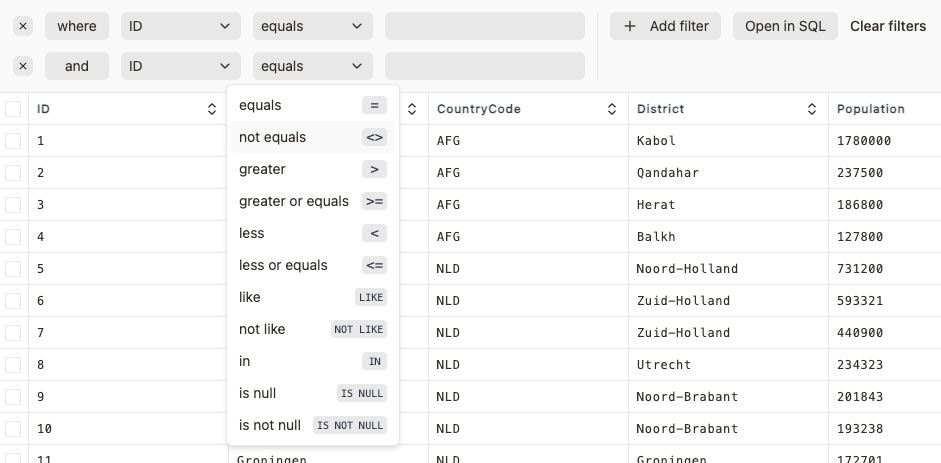 × where ID equals + Add filter Open in SQL Clear filters
× and ID equals
ID CountryCode District Population
equals =
1 AFG Kabol 1780000
not equals <>
2 AFG Qandahar 237500
greater >
3 AFG Herat 186800
greater or equals >=
4 AFG Balkh 127800
less <
5 NLD Noord-Holland 731200
less or equals <=
6 NLD Zuid-Holland 593321
like LIKE
7 NLD Zuid-Holland 440900
not like NOT LIKE
8 NLD Utrecht 234323
in IN
9 NLD Noord-Brabant 201843
is null IS NULL
10 NLD Noord-Brabant 193238
is not null IS NOT NULL
11 Groningen NLD Groningen 172701